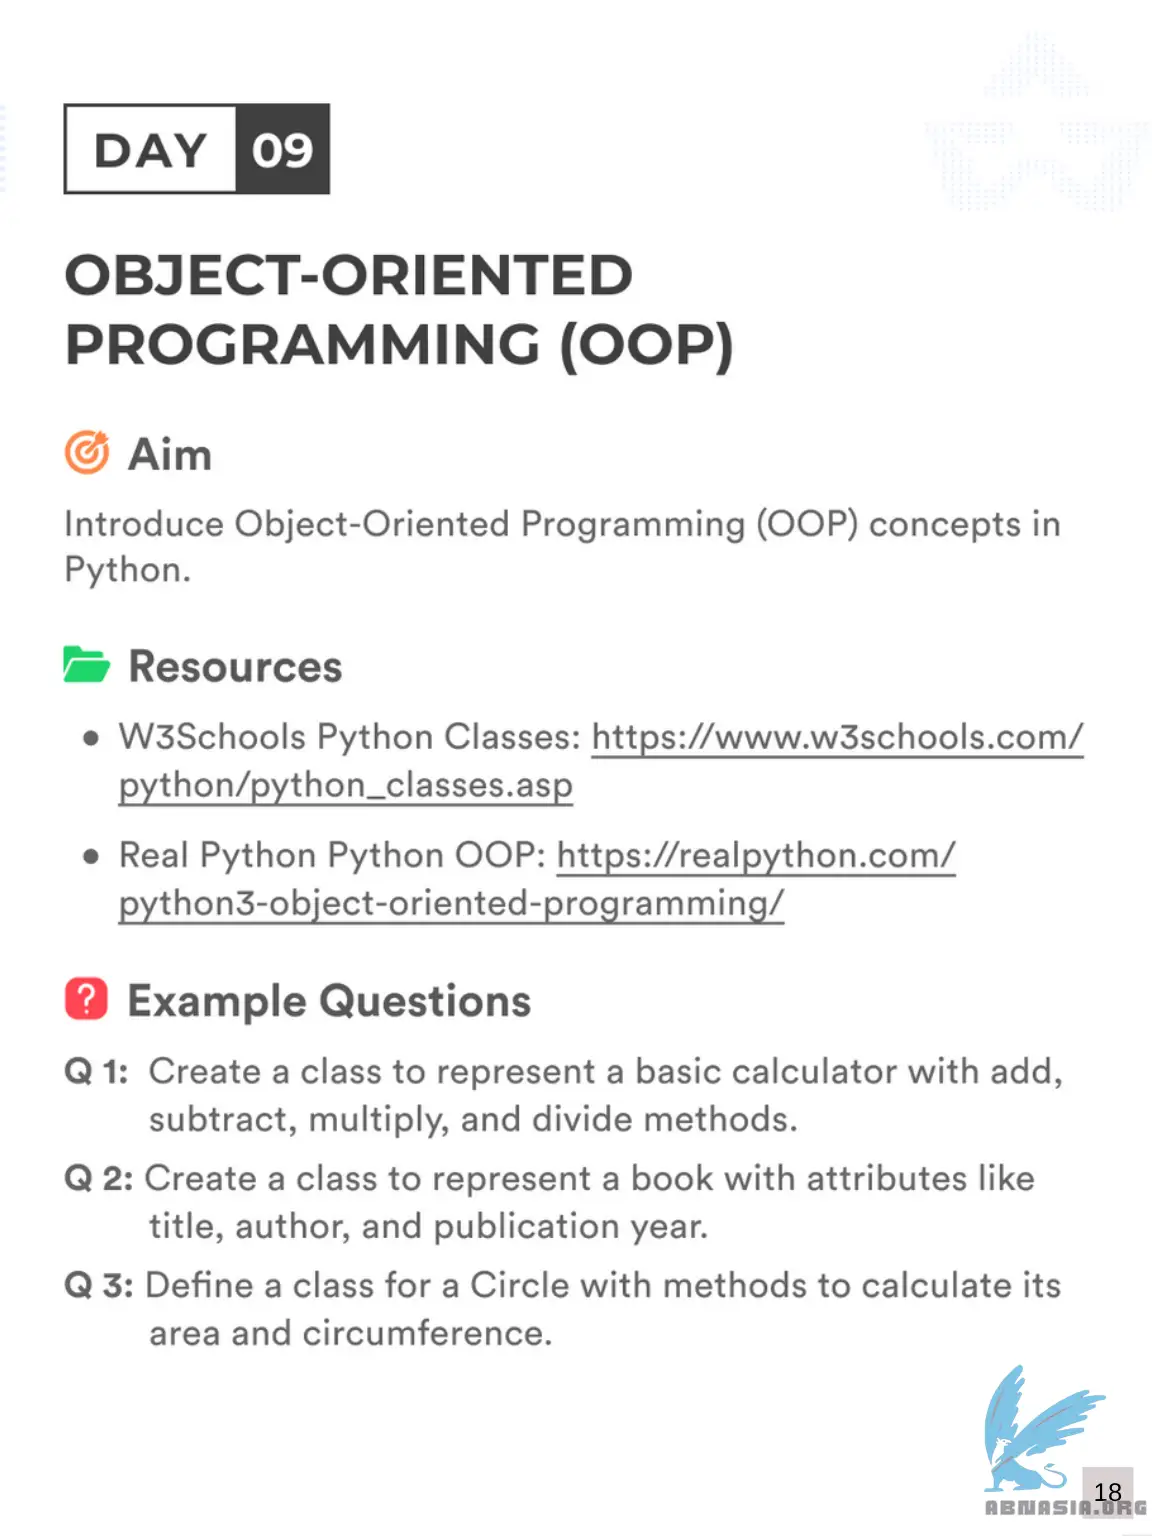 DAY 09
OBJECT-ORIENTED
PROGRAMMING (OOP)
Aim
Introduce Object-Oriented Programming (OOP) concepts in
Python.
Resources
● W3Schools Python Classes: https://www.w3schools.com/
python/python_classes.asp
● Real Python Python OOP: https://realpython.com/
python3-object-oriented-programming/
? Example Questions
Q 1: Create a class to represent a basic calculator with add,
subtract, multiply, and divide methods.
Q 2: Create a class to represent a book with attributes like
title, author, and publication year.
Q 3: Define a class for a Circle with methods to calculate its
area and circumference.
18
ABNASIA.ORG